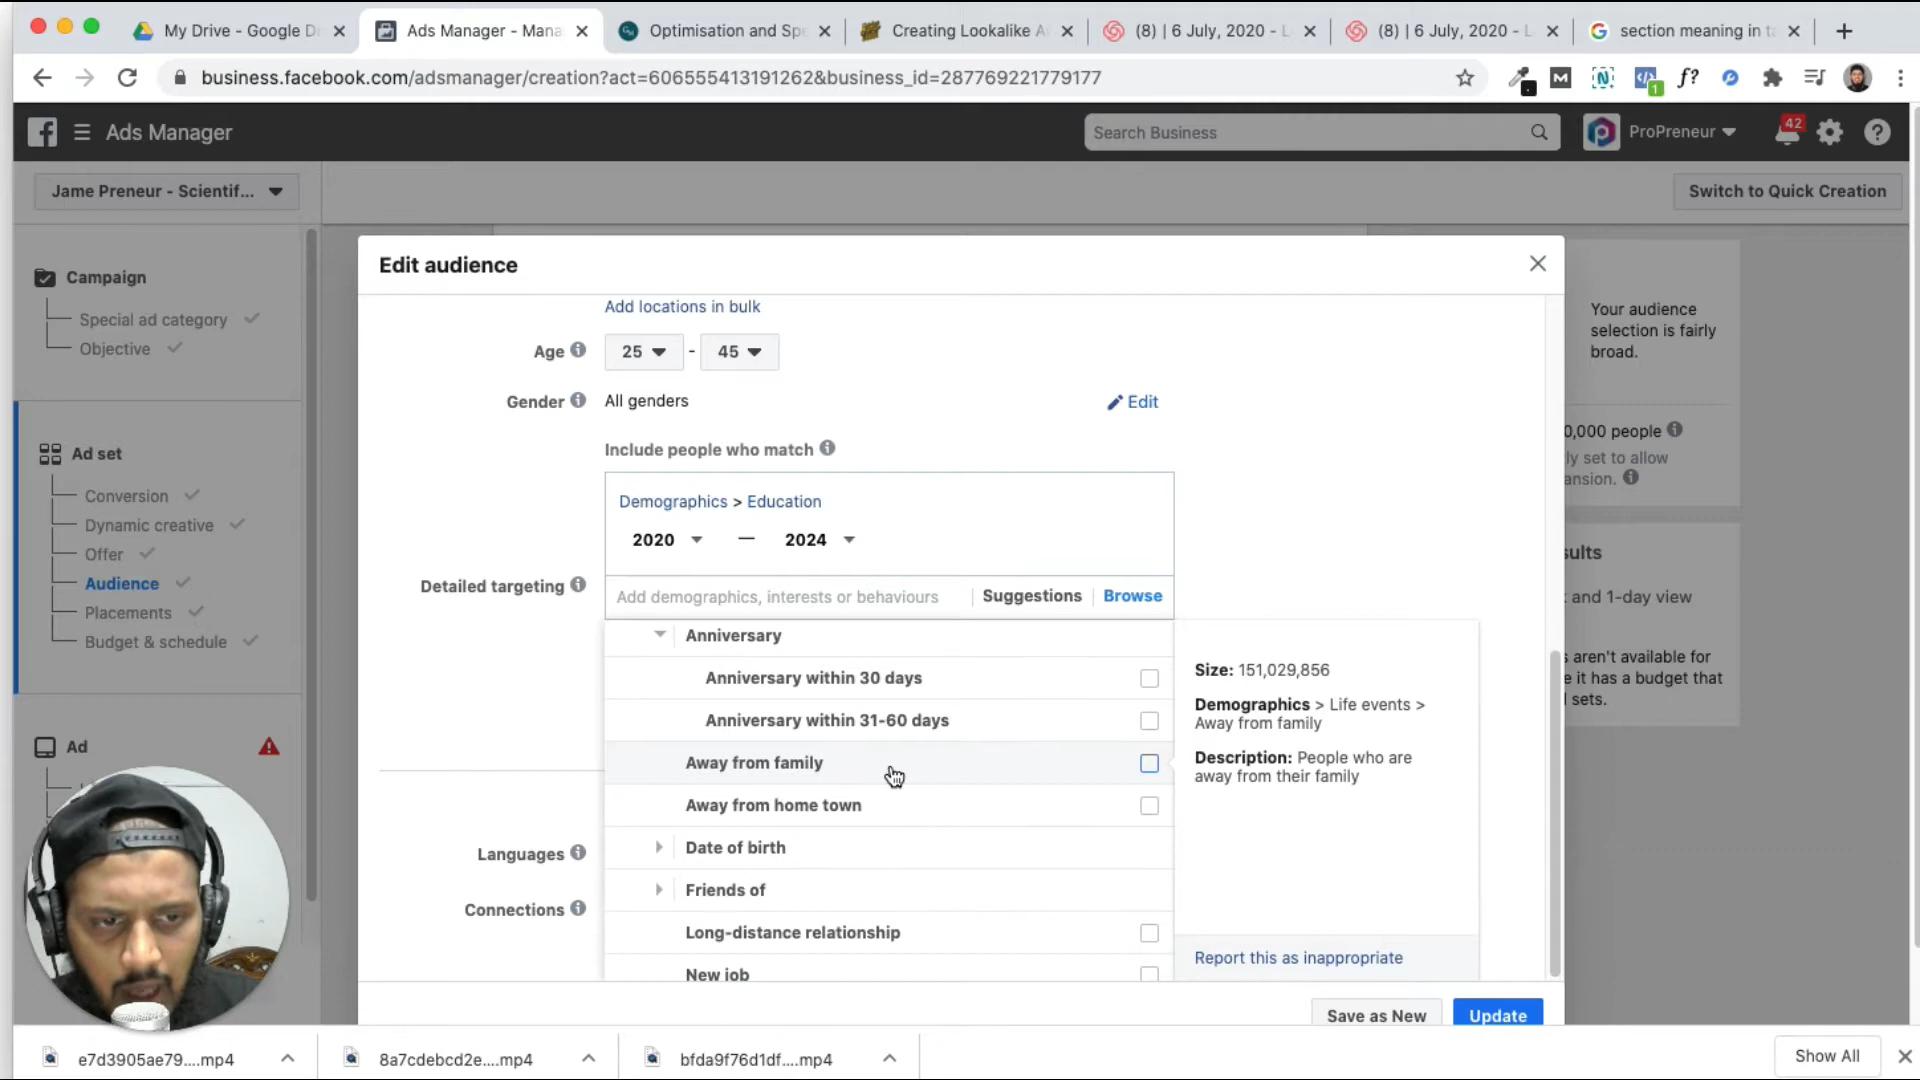 My Drive - Google D
Ads Manager - Mana
Optimisation and Spe
Creating Lookalike A
(8) | 6 July, 2020 - L
(8) | 6 July, 2020 - L
section meaning in ta
business.facebook.com/adsmanager/creation?act=606555413191262&business_id=287769221779177
M
f?
1
Ads Manager
Search Business
ProPreneur
42
Jame Preneur - Scientif...
Switch to Quick Creation
Campaign
Special ad category
Objective
Ad set
Conversion
Dynamic creative
Offer
Audience
Placements
Budget & schedule
Ad
Edit audience
Add locations in bulk
Age
25
-
45
Gender
All genders
Edit
Include people who match
Demographics > Education
2020
—
2024
Detailed targeting
Add demographics, interests or behaviours
Suggestions
Browse
Anniversary
Anniversary within 30 days
Anniversary within 31-60 days
Away from family
Away from home town
Date of birth
Friends of
Long-distance relationship
New job
Size: 151,029,856
Demographics > Life events >
Away from family
Description: People who are
away from their family
Report this as inappropriate
Languages
Connections
Save as New
Update
Your audience
selection is fairly
broad.
0,000 people
ly set to allow
ansion.
sults
and 1-day view
s aren't available for
e it has a budget that
l sets.
e7d3905ae79....mp4
8a7cdebcd2e....mp4
bfda9f76d1df....mp4
Show All